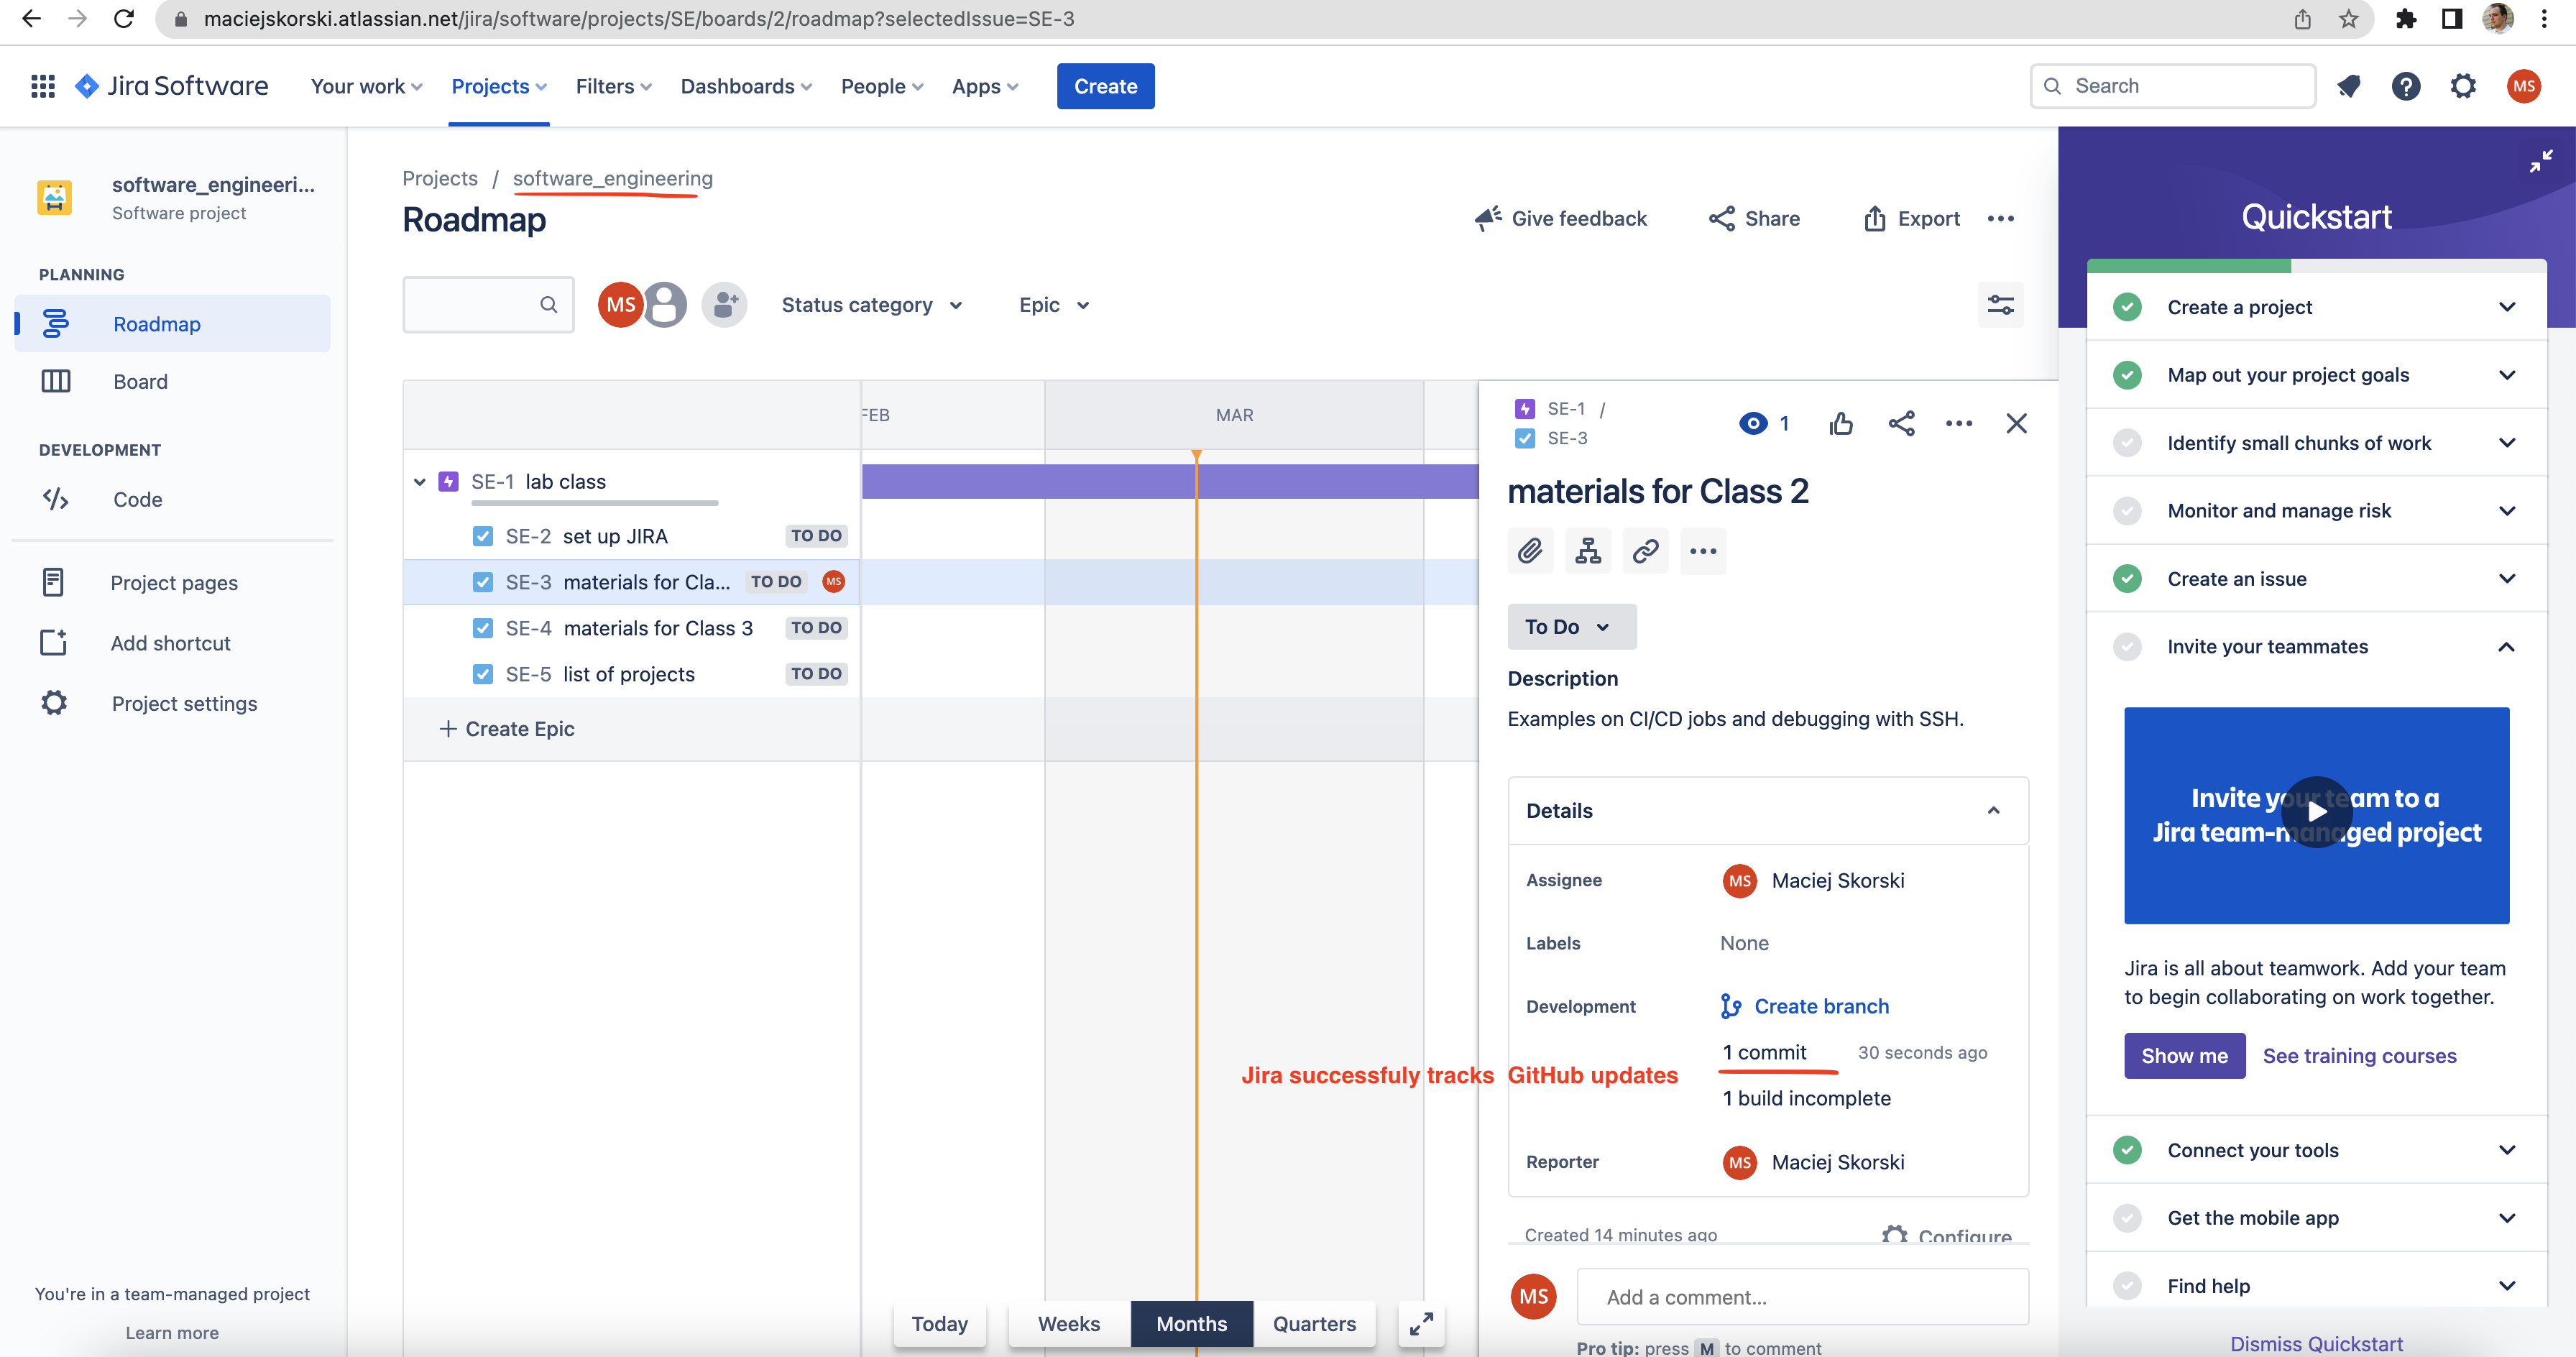 maciejskorski.atlassian.net/jira/software/projects/SE/boards/2/roadmap?selectedIssue=SE-3
Jira Software
Your work
Projects
Filters
Dashboards
People
Apps
Create
Search
?
MS
software_engineeri...
Software project
PLANNING
Roadmap
Board
DEVELOPMENT
Code
Project pages
Add shortcut
Project settings
You're in a team-managed project
Learn more
Projects / software_engineering
Roadmap
Give feedback
Share
Export
MS
Status category
Epic
FEB
MAR
SE-1 lab class
SE-2 set up JIRA TO DO
SE-3 materials for Cla... TO DO MS
SE-4 materials for Class 3 TO DO
SE-5 list of projects TO DO
+ Create Epic
Jira successfuly tracks GitHub updates
Today
Weeks
Months
Quarters
SE-1 /
SE-3
1
materials for Class 2
To Do
Description
Examples on CI/CD jobs and debugging with SSH.
Details
Assignee MS Maciej Skorski
Labels None
Development Create branch
1 commit 30 seconds ago
1 build incomplete
Reporter MS Maciej Skorski
Created 14 minutes ago
Configure
MS Add a comment...
Pro tip: press M to comment
Quickstart
Create a project
Map out your project goals
Identify small chunks of work
Monitor and manage risk
Create an issue
Invite your teammates
Invite your team to a
Jira team-managed project
Jira is all about teamwork. Add your team
to begin collaborating on work together.
Show me
See training courses
Connect your tools
Get the mobile app
Find help
Dismiss Quickstart